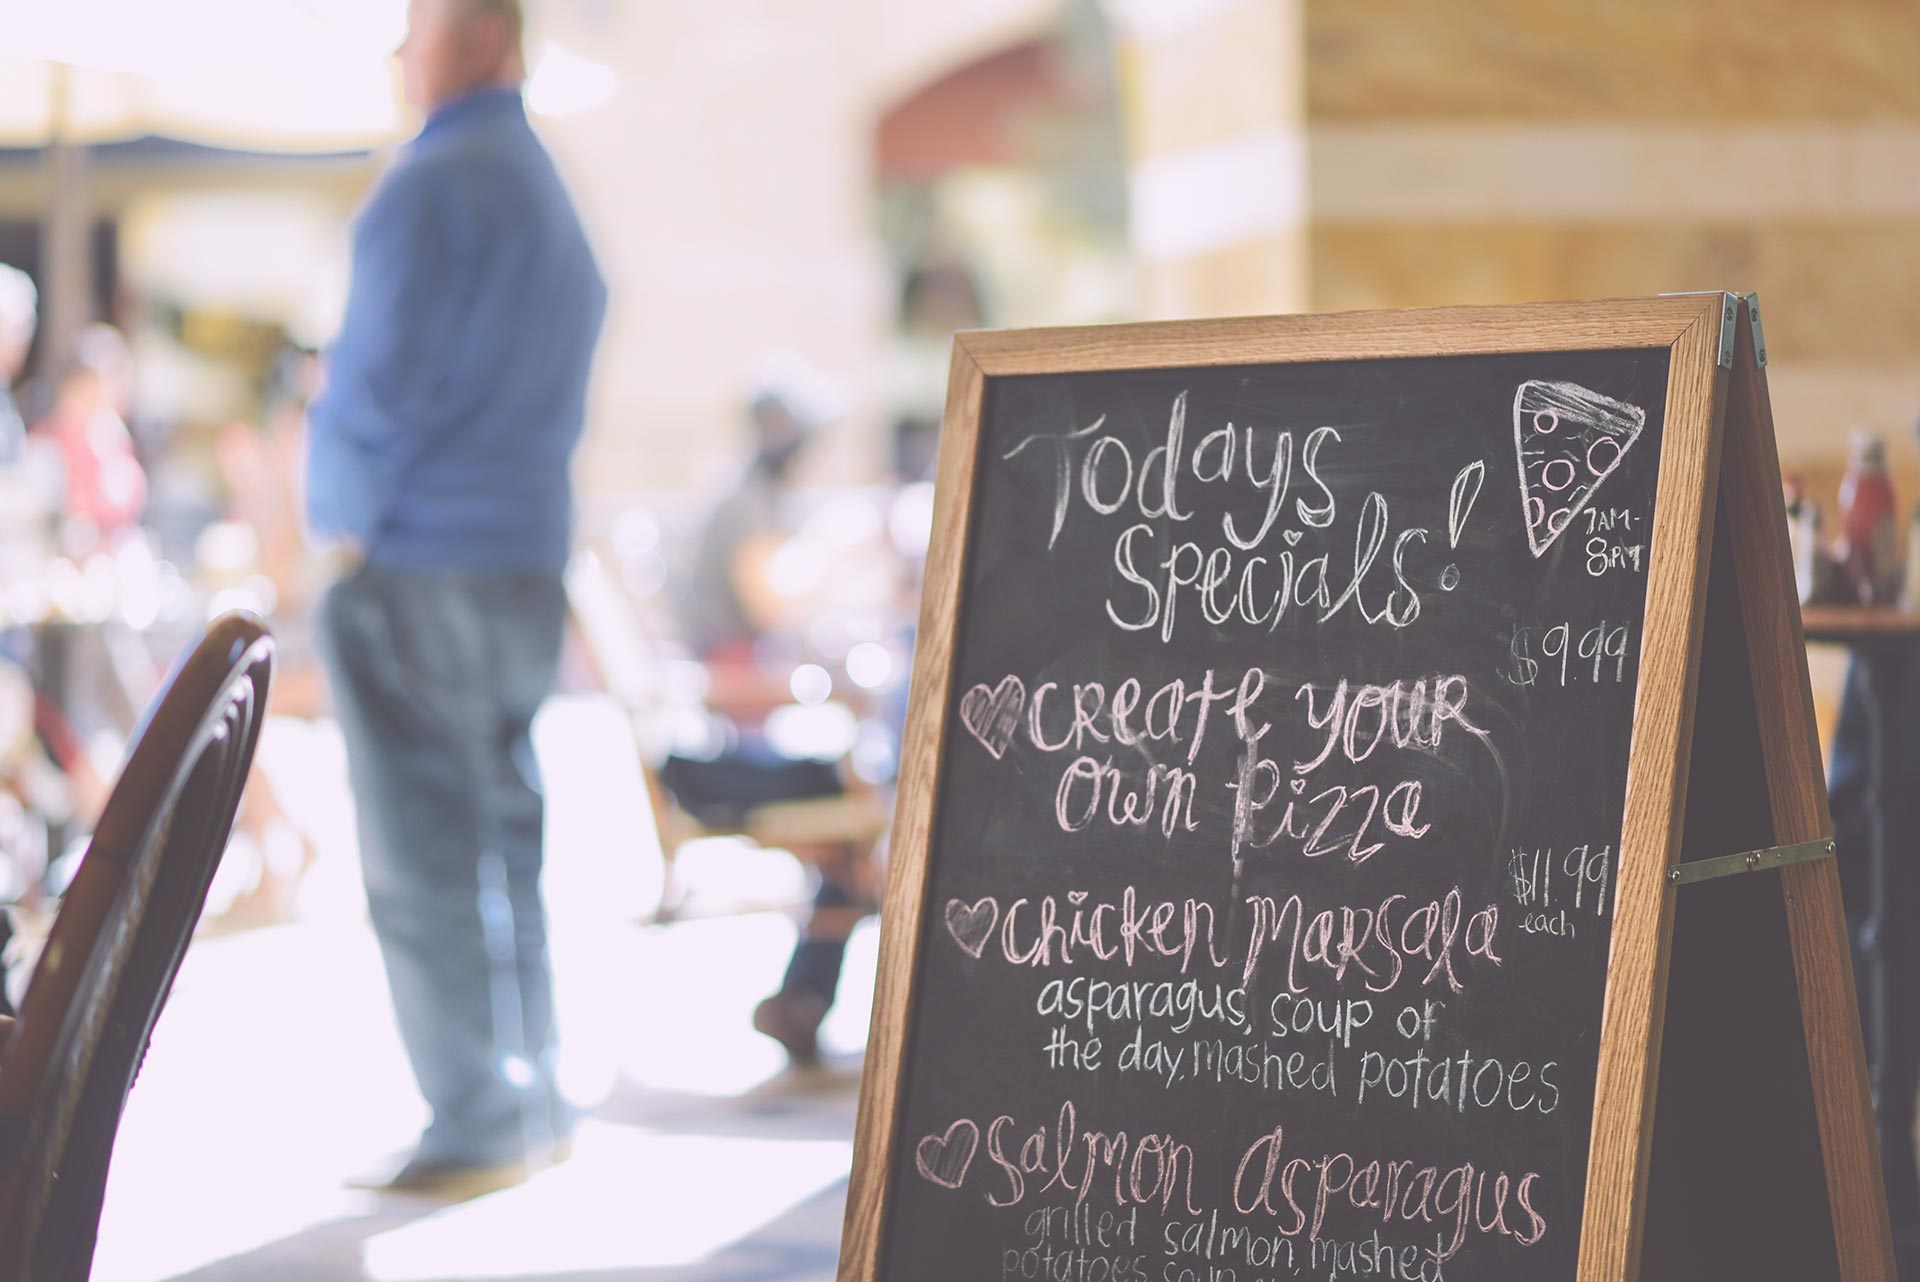 Todays
Specials!
7AM-
8PM
$9.99
Create your
own pizza
$11.99
each
Chicken Marsala
asparagus, soup of
the day, mashed potatoes
Salmon Asparagus
grilled salmon, mashed
potatoes, soup